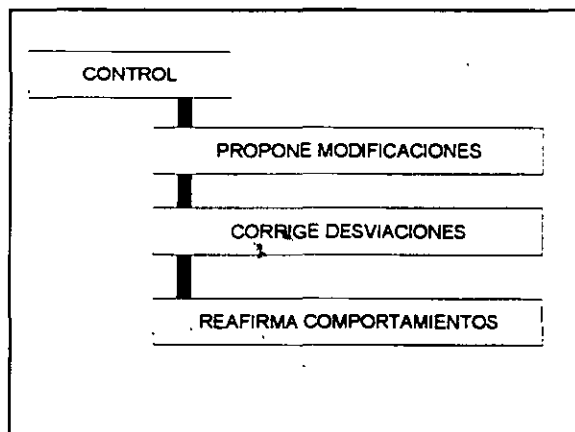 CONTROL
PROPONE MODIFICACIONES
CORRIGE DESVIACIONES
REAFIRMA COMPORTAMIENTOS